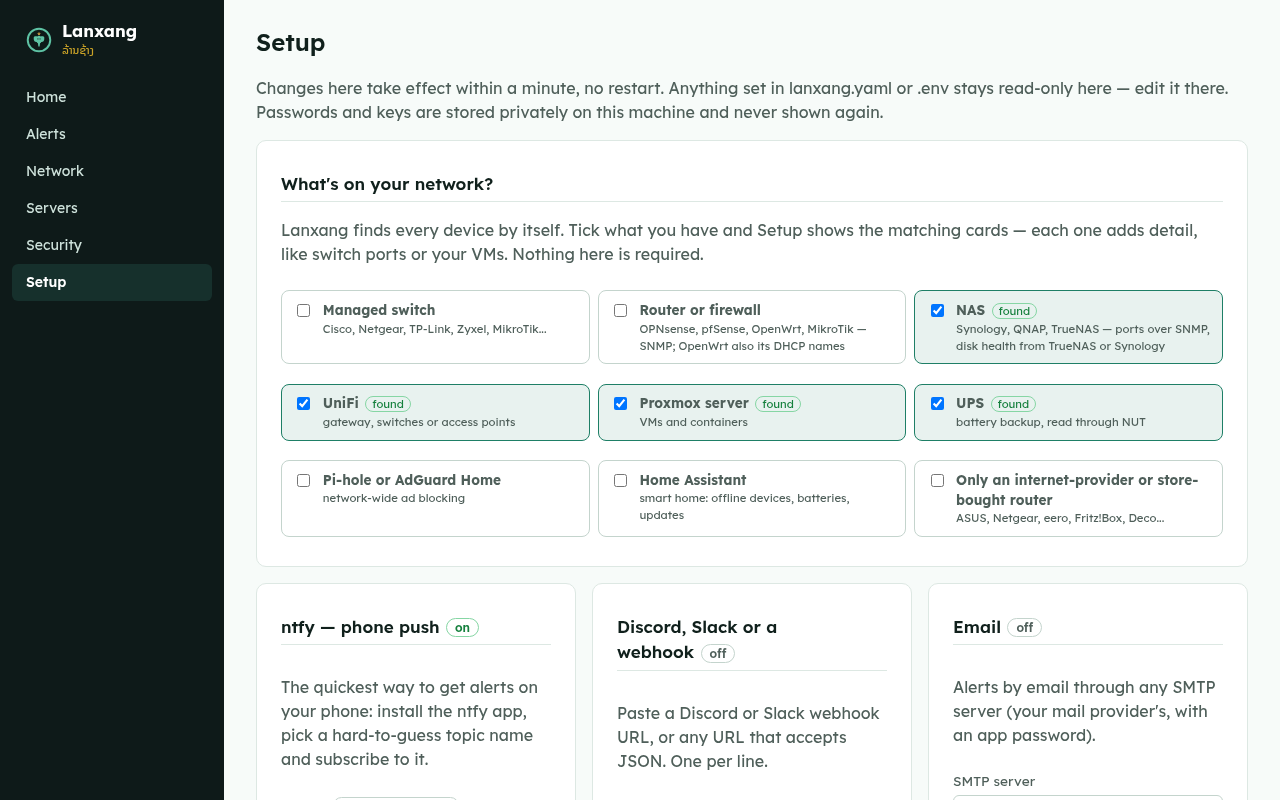 Lanxang
ລ້ານຊ້າງ
Home
Alerts
Network
Servers
Security
Setup
Setup
Changes here take effect within a minute, no restart. Anything set in lanxang.yaml or .env stays read-only here — edit it there.
Passwords and keys are stored privately on this machine and never shown again.
What's on your network?
Lanxang finds every device by itself. Tick what you have and Setup shows the matching cards — each one adds detail,
like switch ports or your VMs. Nothing here is required.
Managed switch
Cisco, Netgear, TP-Link, Zyxel, MikroTik...
Router or firewall
OPNsense, pfSense, OpenWrt, MikroTik —
SNMP; OpenWrt also its DHCP names
NAS found
Synology, QNAP, TrueNAS — ports over SNMP,
disk health from TrueNAS or Synology
UniFi found
gateway, switches or access points
Proxmox server found
VMs and containers
UPS found
battery backup, read through NUT
Pi-hole or AdGuard Home
network-wide ad blocking
Home Assistant
smart home: offline devices, batteries,
updates
Only an internet-provider or store-
bought router
ASUS, Netgear, eero, Fritz!Box, Deco...
ntfy — phone push on
The quickest way to get alerts on
your phone: install the ntfy app,
pick a hard-to-guess topic name
and subscribe to it.
Discord, Slack or a
webhook off
Paste a Discord or Slack webhook
URL, or any URL that accepts
JSON. One per line.
Email off
Alerts by email through any SMTP
server (your mail provider's, with
an app password).
SMTP server